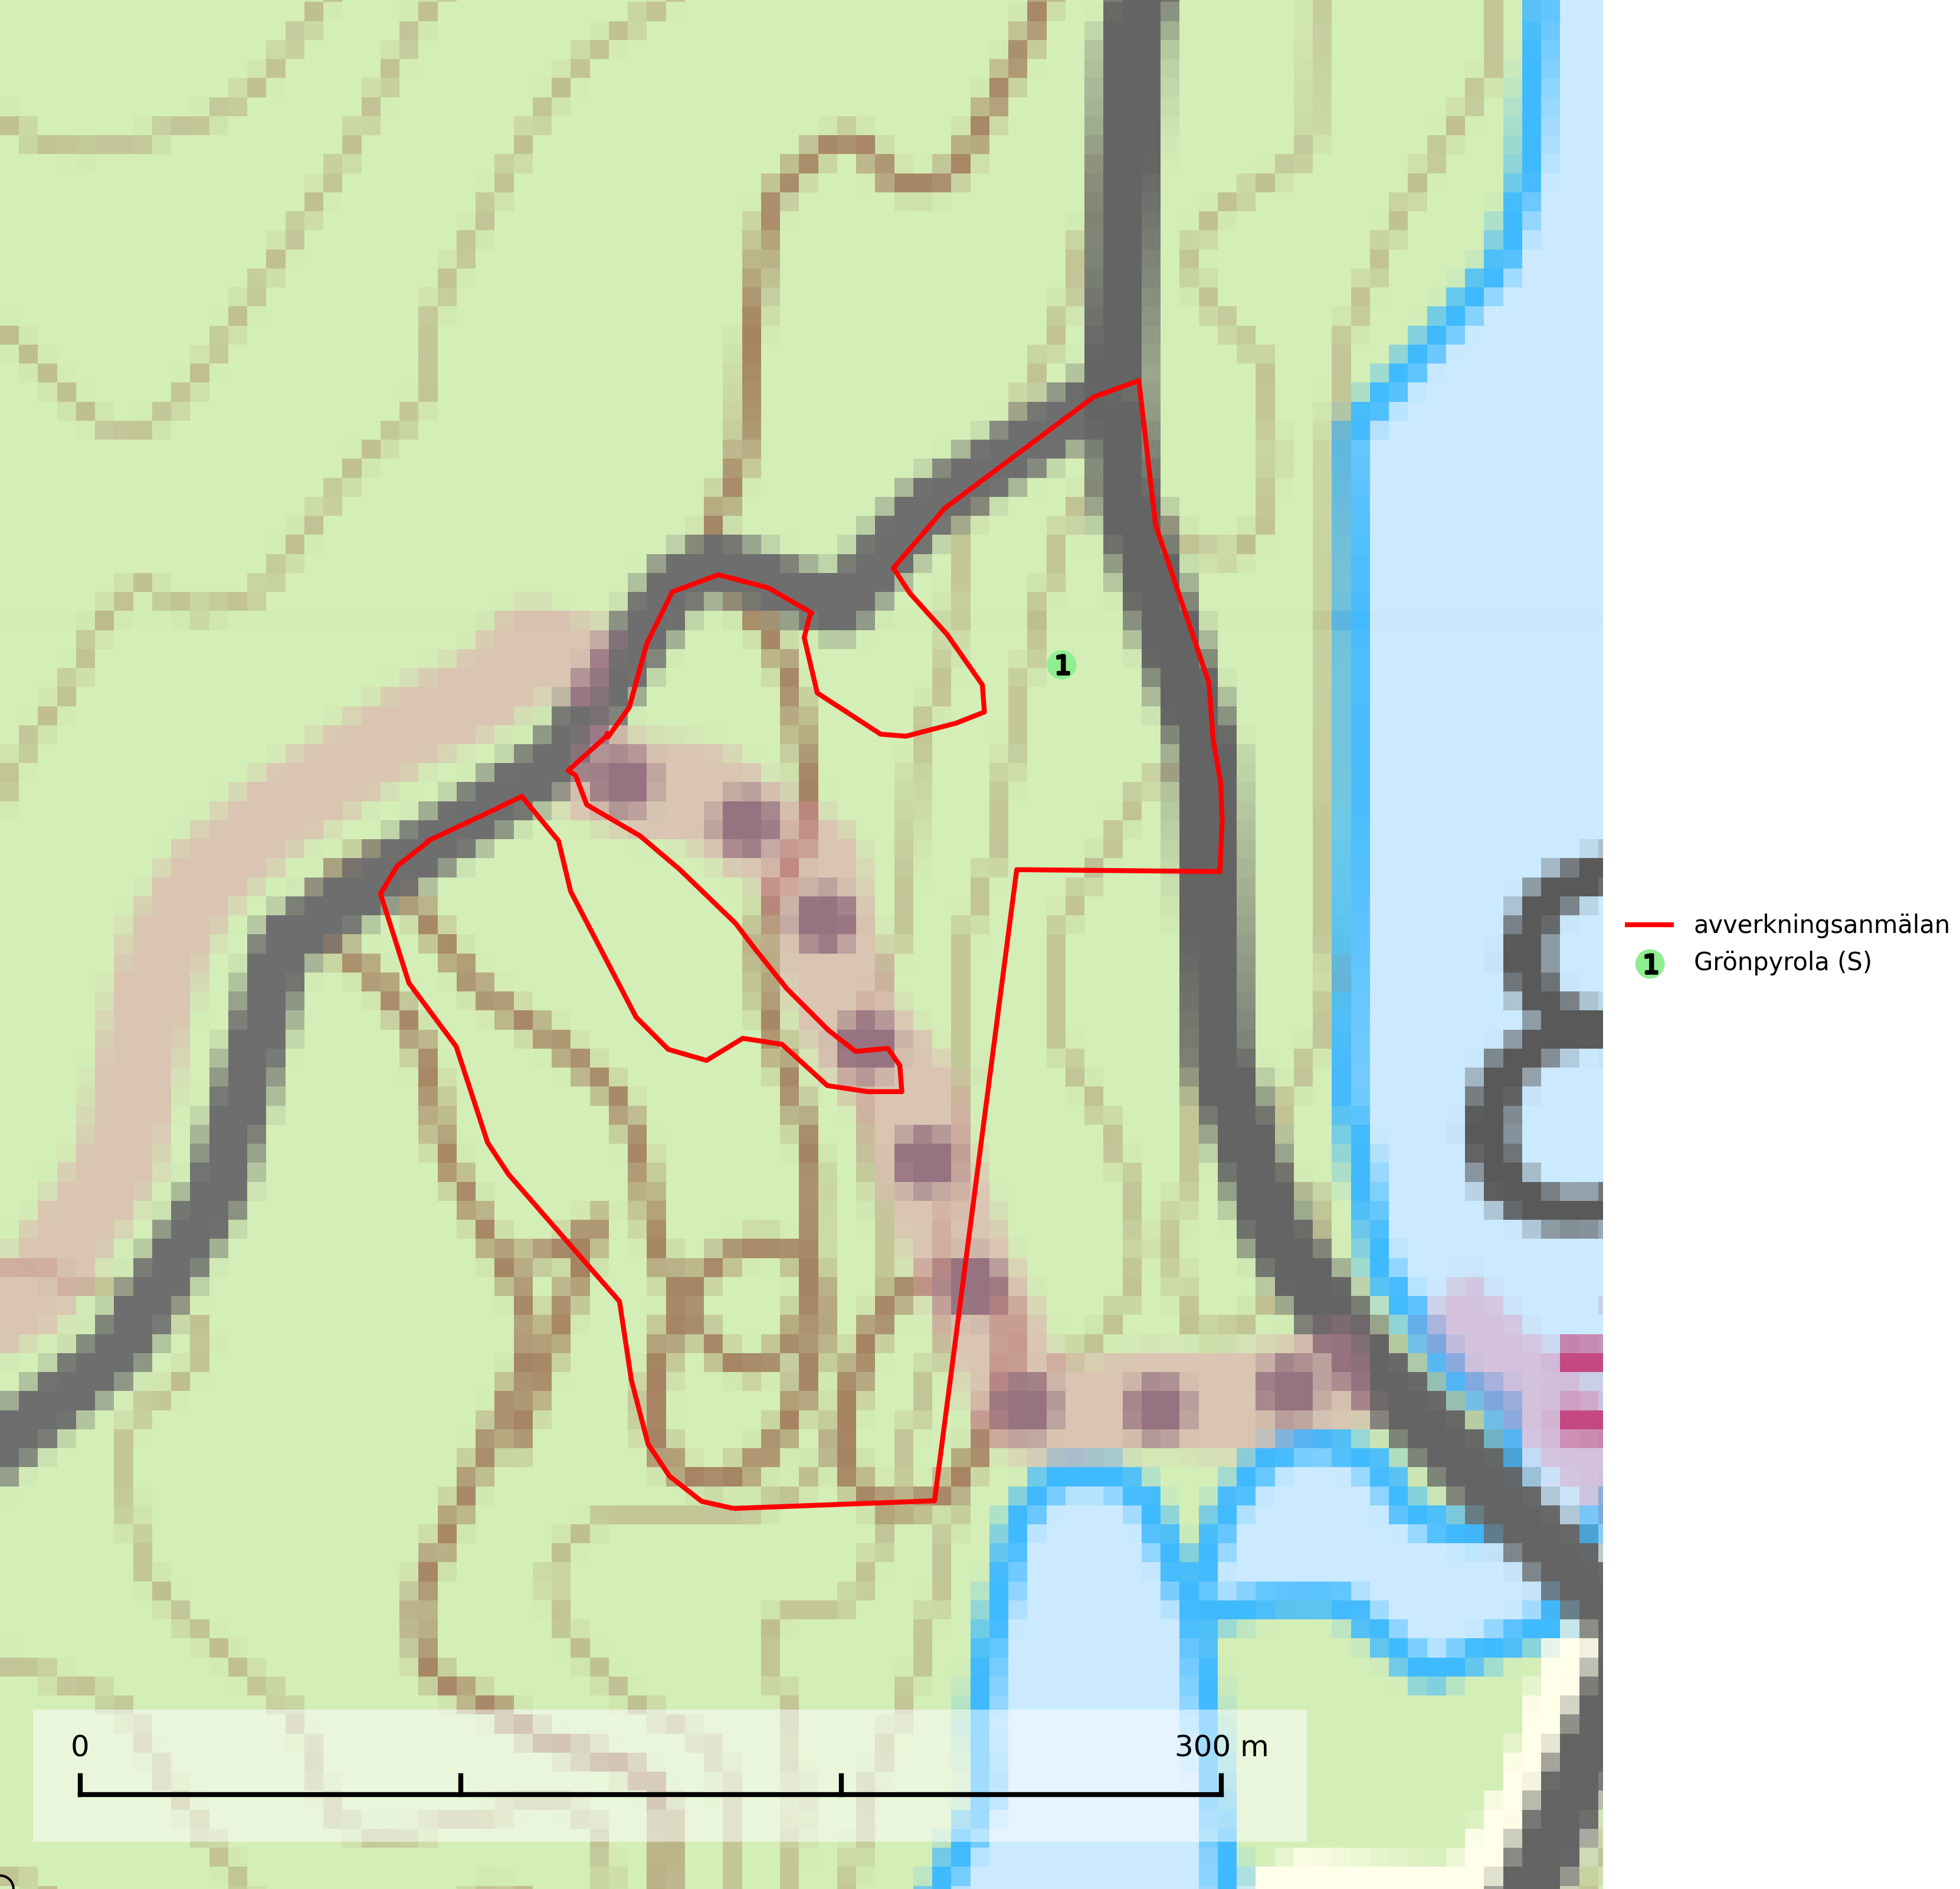 1
avverkningsanmälan
1 Grönpyrola (S)
0 300 m